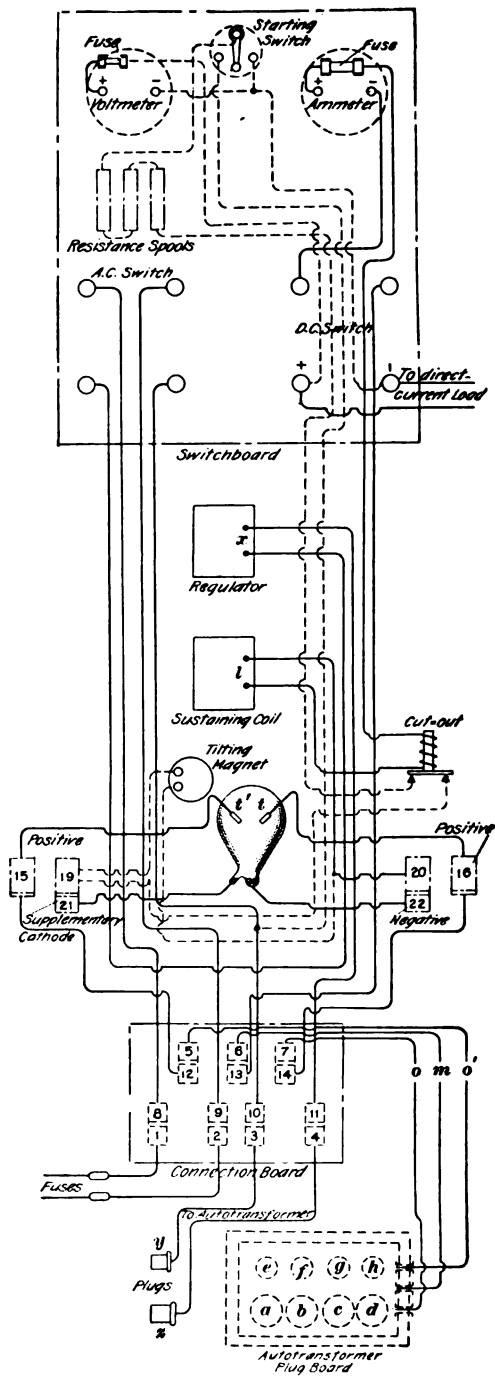 Starting
Switch
Fuse
Fuse
+ −
Voltmeter
+ −
Ammeter
Resistance Spools
A.C. Switch
D.C. Switch
+ −
To direct-
current Load
Switchboard
x
Regulator
l
Sustaining Coil
Cut=out
Tilting
Magnet
t' t
Positive
Positive
15
19
20
16
21
22
Supplementary
Cathode
Negative
5 6 7
12 13 14
o m o'
8 9 10 11
1 2 3 4
Connection Board
Fuses
To Autotransformer
y
Plugs
z
e f g h
a b c d
Autotransformer
Plug Board